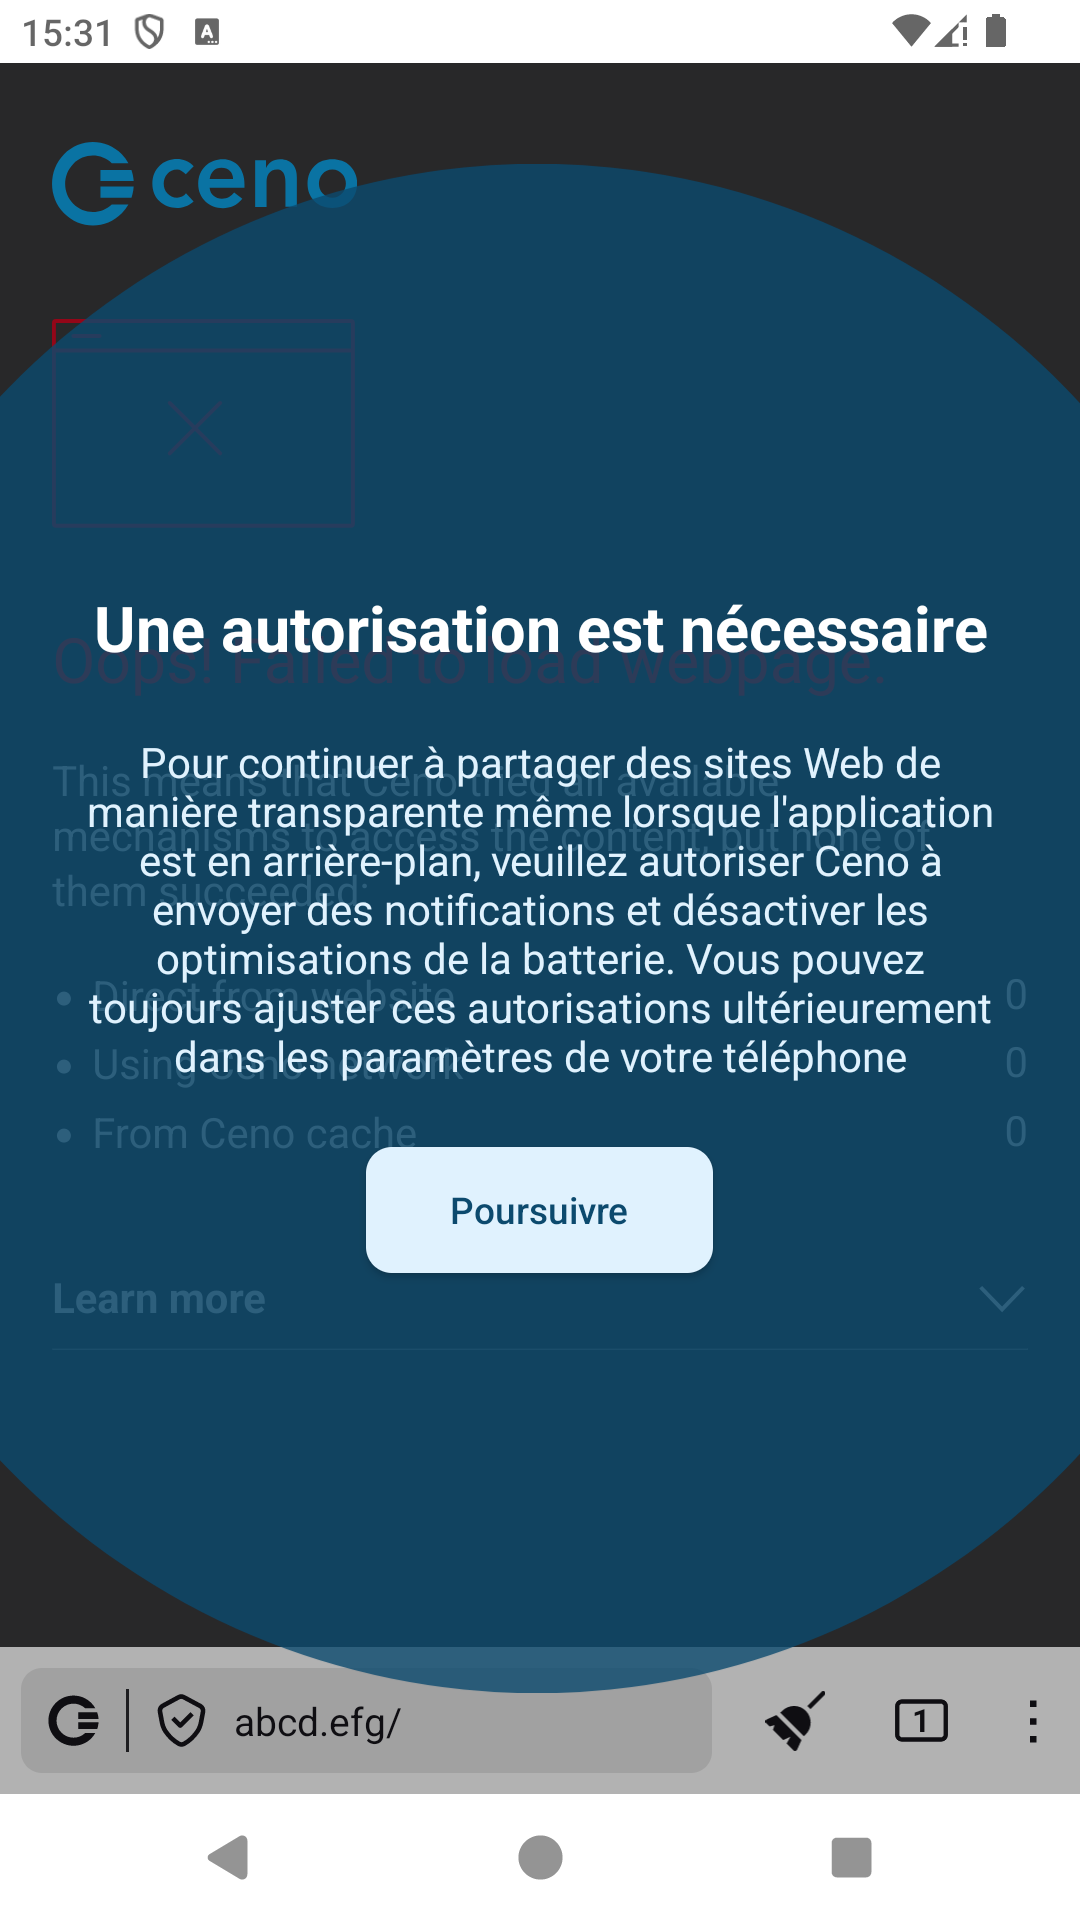 15:31
ceno
Une autorisation est nécessaire
Oops! Failed to load webpage.
Pour continuer à partager des sites Web de
manière transparente même lorsque l'application
est en arrière-plan, veuillez autoriser Ceno à
envoyer des notifications et désactiver les
optimisations de la batterie. Vous pouvez
toujours ajuster ces autorisations ultérieurement
dans les paramètres de votre téléphone
This means that Ceno tried all available
mechanisms to access the content, but none of
them succeeded:
Direct from website 0
Using Ceno network 0
From Ceno cache 0
Poursuivre
Learn more
abcd.efg/
1